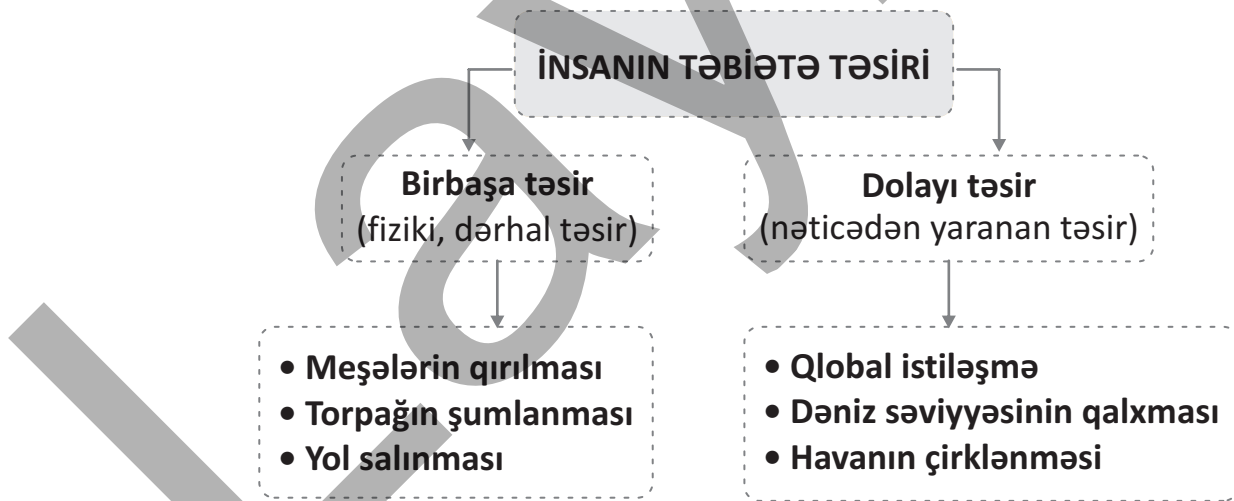 İNSANIN TƏBİƏTƏ TƏSİRİ
Birbaşa təsir
(fiziki, dərhal təsir)
Dolayı təsir
(nəticədən yaranan təsir)
• Meşələrin qırılması
• Torpağın şumlanması
• Yol salınması
• Qlobal istiləşmə
• Dəniz səviyyəsinin qalxması
• Havanın çirklənməsi